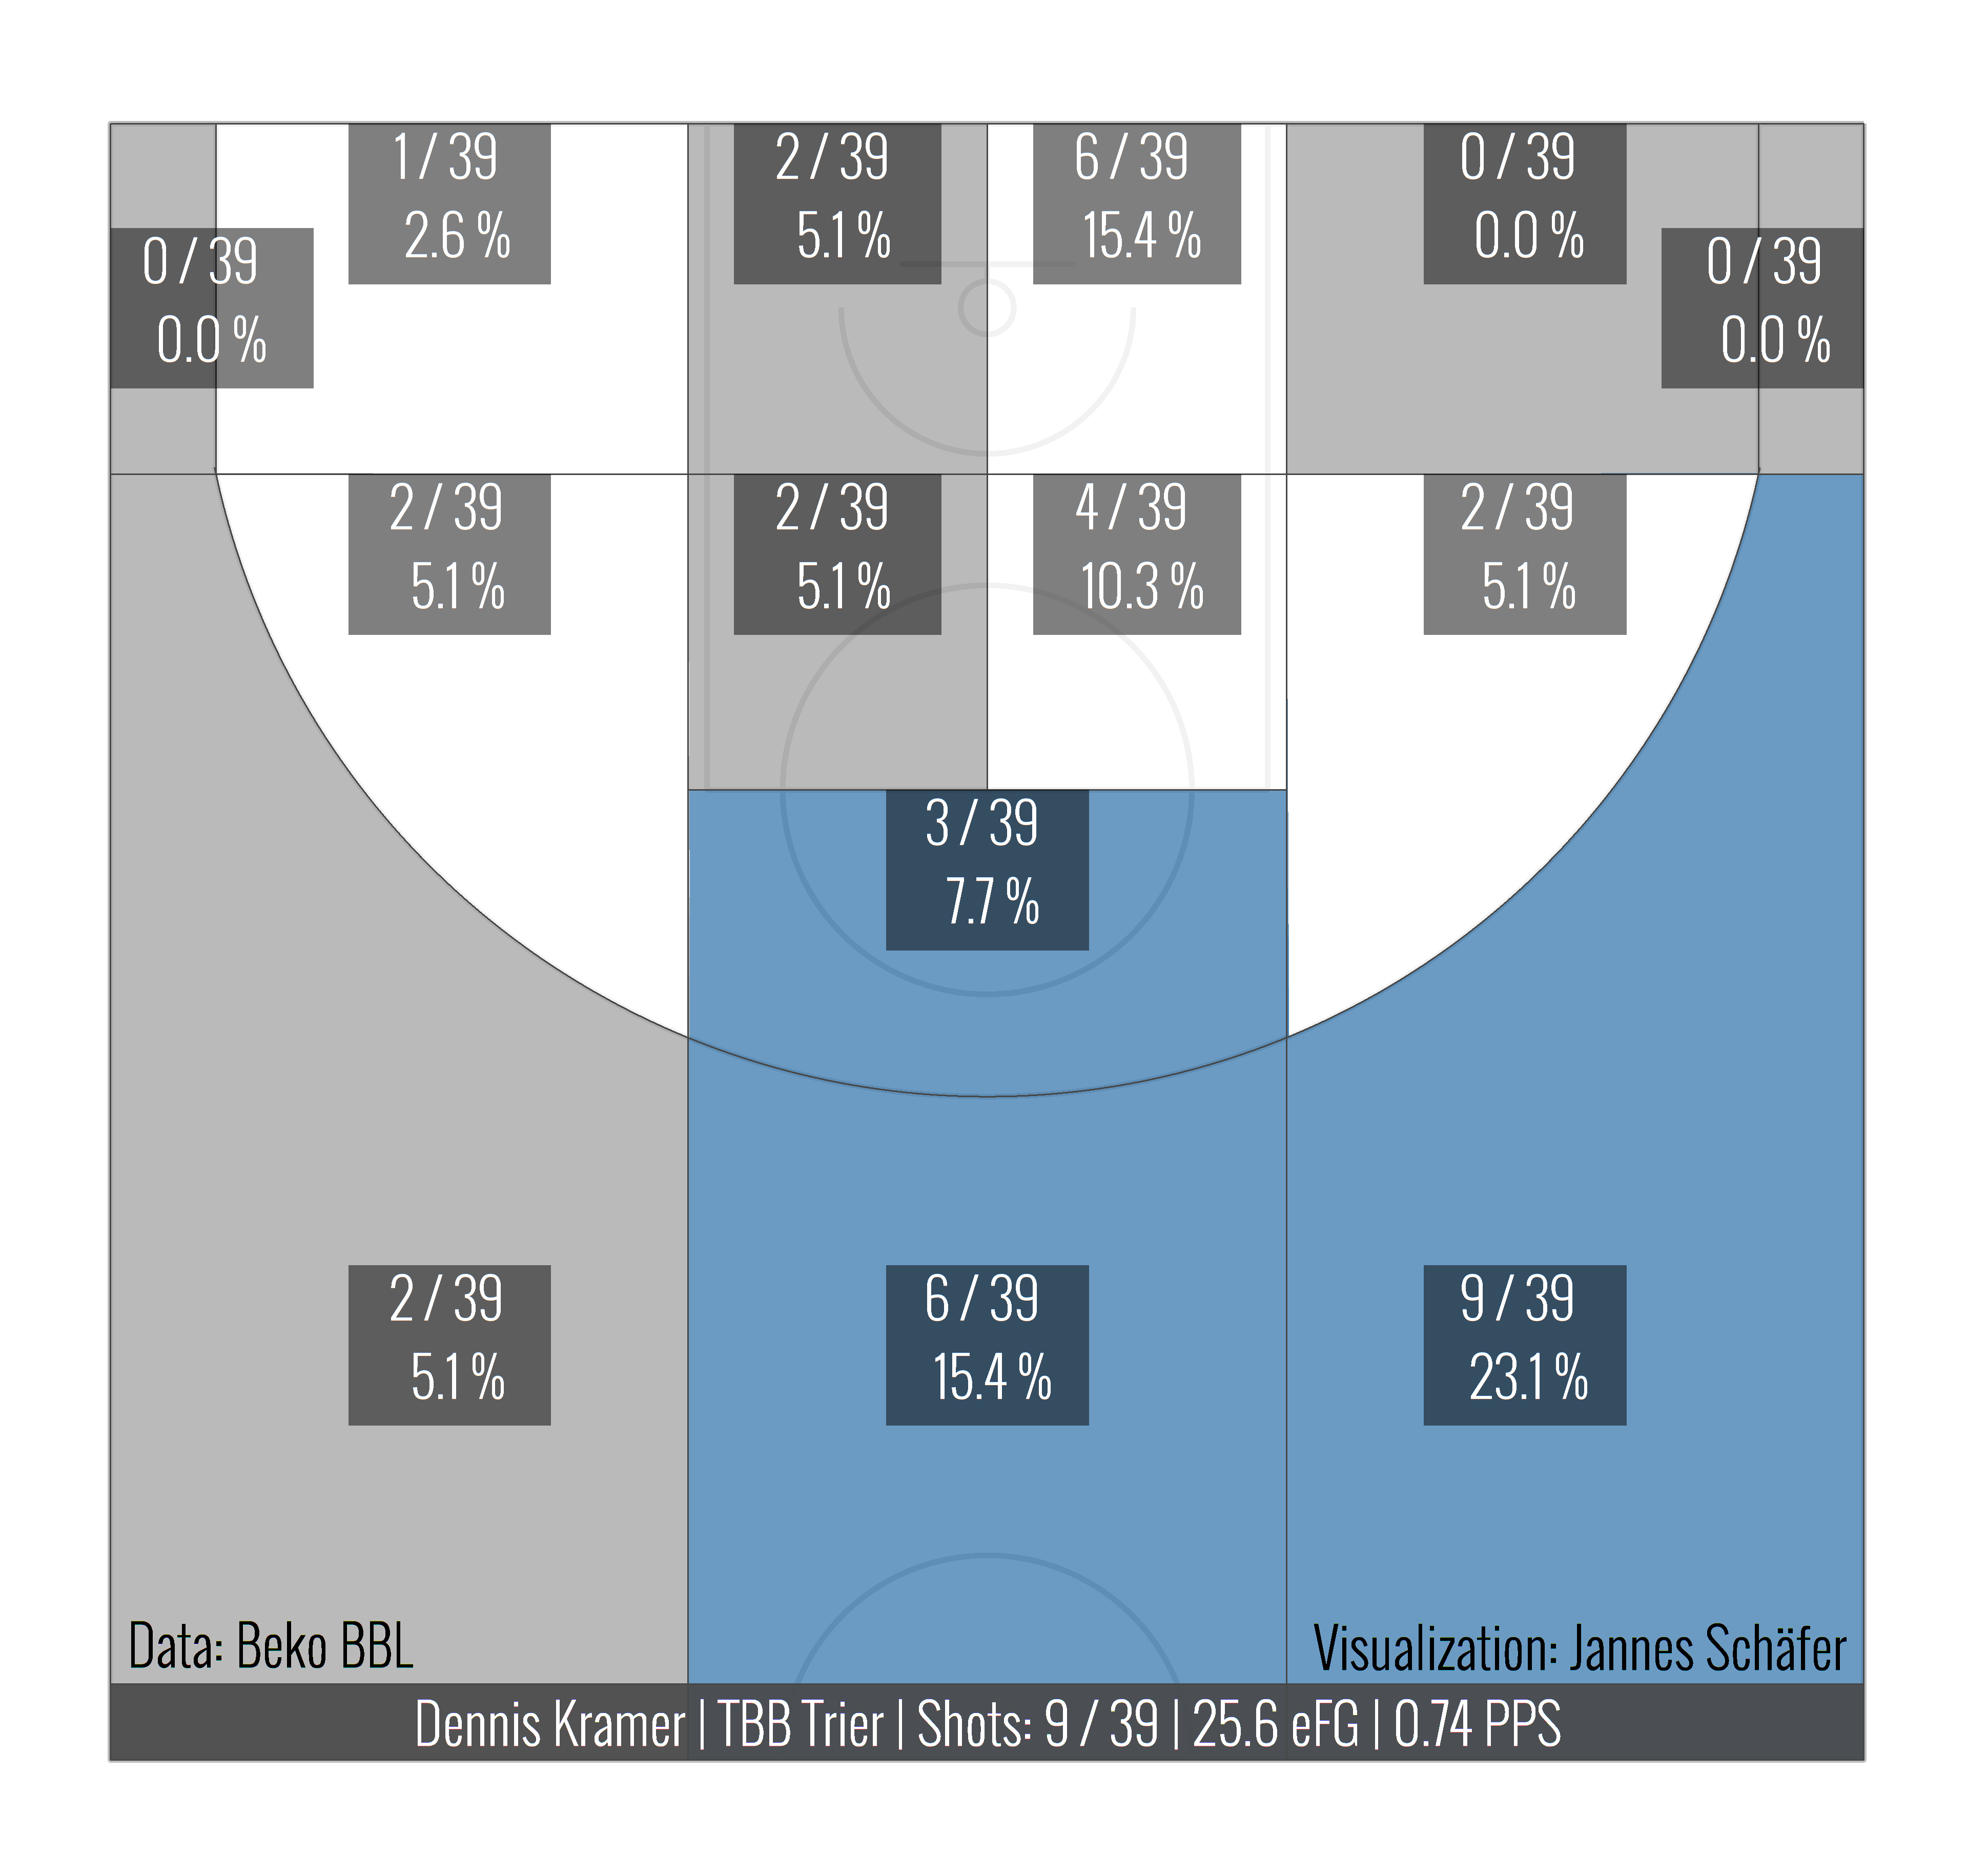 1 / 39
2.6 %
2 / 39
5.1 %
6 / 39
15.4 %
0 / 39
0.0 %
0 / 39
0.0 %
0 / 39
0.0 %
2 / 39
5.1 %
2 / 39
5.1 %
4 / 39
10.3 %
2 / 39
5.1 %
3 / 39
7.7 %
2 / 39
5.1 %
6 / 39
15.4 %
9 / 39
23.1 %
Data: Beko BBL
Visualization: Jannes Schäfer
Dennis Kramer | TBB Trier | Shots: 9 / 39 | 25.6 eFG | 0.74 PPS